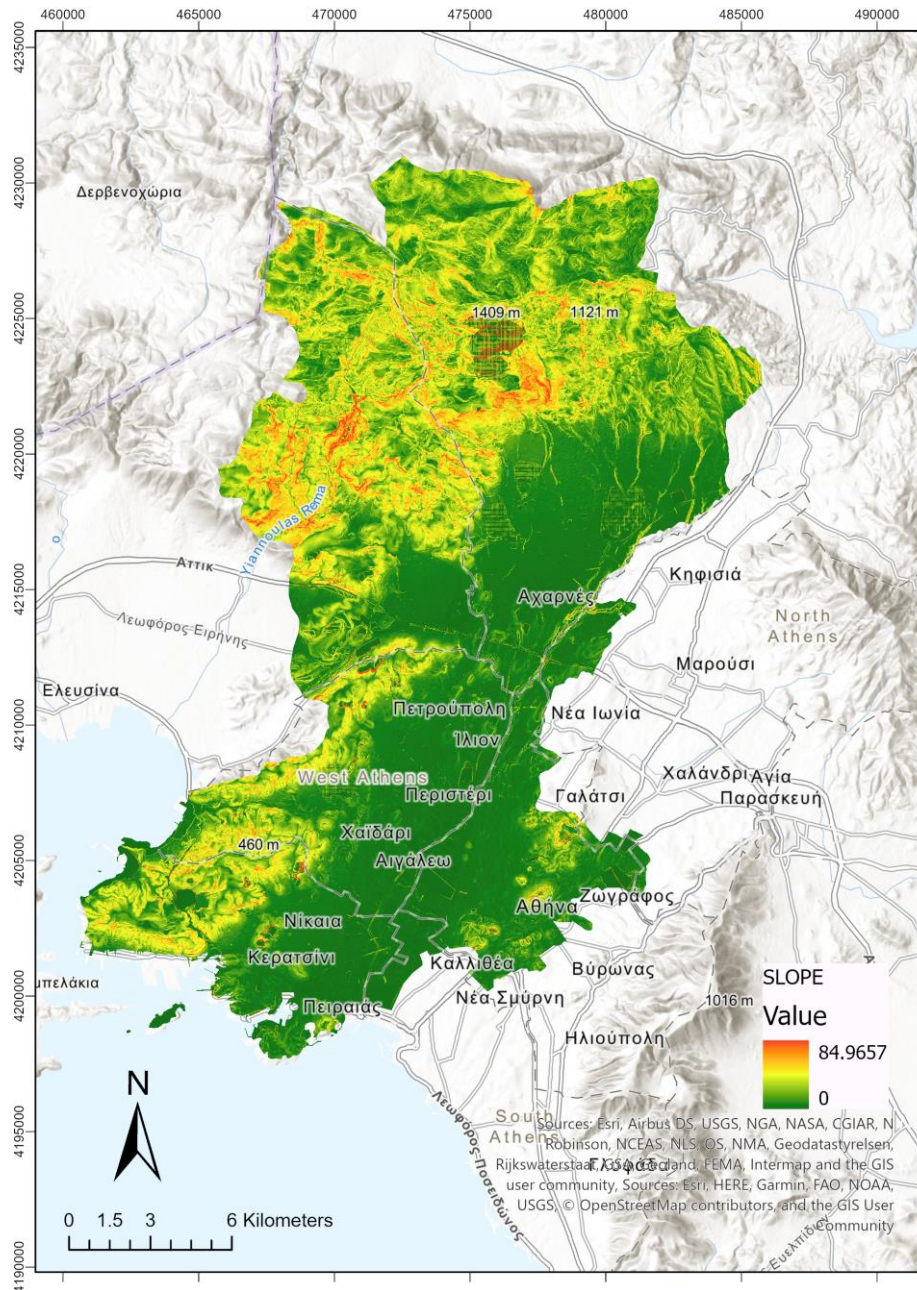 460000 465000 470000 475000 480000 485000 490000
4235000
4230000
4225000
4220000
4215000
4210000
4205000
4200000
4195000
4190000
Δερβενοχώρια
1409 m
1121 m
Yiannoulas Rema
Αττικ
Λεωφόρος Ειρήνης
Αχαρνές
Κηφισιά
North
Athens
Μαρούσι
Ελευσίνα
Πετρούπολη
Νέα Ιωνία
Ίλιον
West Athens
Χαλάνδρι
Αγία
Παρασκευή
Περιστέρι
Γαλάτσι
Χαϊδάρι
460 m
Αιγάλεω
Ζωγράφος
Αθήνα
Νίκαια
Κερατσίνι
Καλλιθέα
Βύρωνας
μπελάκια
Πειραιάς
Νέα Σμύρνη
1016 m
Ηλιούπολη
SLOPE
Value
84.9657
0
N
0 1.5 3 6 Kilometers
Λεωφόρος Ποσειδώνος
South
Athens
Γλυφάδα
Sources: Esri, Airbus DS, USGS, NGA, NASA, CGIAR, N
Robinson, NCEAS, NLS, OS, NMA, Geodatastyrelsen,
Rijkswaterstaat, GSA, Geoland, FEMA, Intermap and the GIS
user community, Sources: Esri, HERE, Garmin, FAO, NOAA,
USGS, © OpenStreetMap contributors, and the GIS User
Community